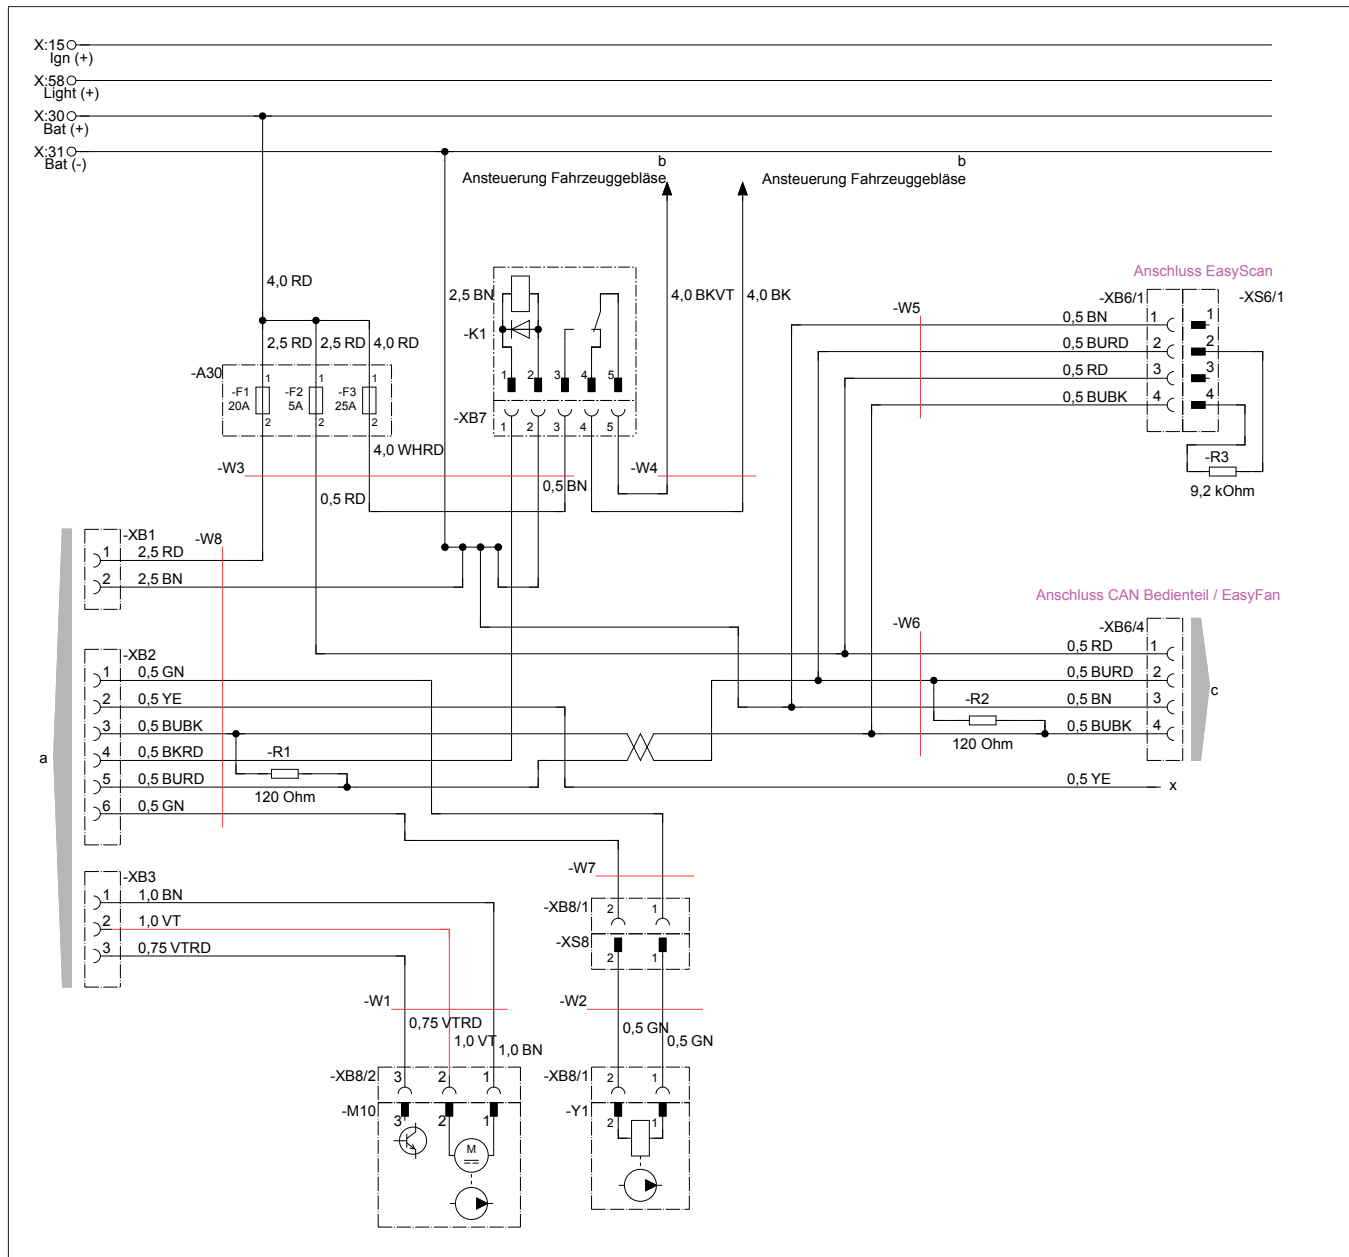 X:15
Ign (+)
X:58
Light (+)
X:30
Bat (+)
X:31
Bat (-)
b
b
Ansteuerung Fahrzeuggebläse
Ansteuerung Fahrzeuggebläse
Anschluss EasyScan
4,0 RD
2,5 BN
4,0 BKVT
4,0 BK
-W5
-XB6/1
-XS6/1
1
0,5 BN
1
2
0,5 BURD
2
3
0,5 RD
3
4
0,5 BUBK
4
-K1
2,5 RD
2,5 RD
4,0 RD
-A30
1
1
1
-F1
20A
-F2
5A
-F3
25A
2
2
2
1
2
3
4
5
-XB7
1
2
3
4
5
4,0 WHRD
-W3
-W4
0,5 BN
0,5 RD
-R3
9,2 kOhm
-XB1
-W8
1
2,5 RD
2
2,5 BN
Anschluss CAN Bedienteil / EasyFan
-W6
-XB6/4
0,5 RD
1
0,5 BURD
2
0,5 BN
3
0,5 BUBK
4
-R2
120 Ohm
c
0,5 YE
x
-XB2
1
0,5 GN
2
0,5 YE
3
0,5 BUBK
4
0,5 BKRD
5
0,5 BURD
6
0,5 GN
-R1
120 Ohm
a
-XB3
1
1,0 BN
2
1,0 VT
3
0,75 VTRD
-W7
-XB8/1
2
1
-XS8
2
1
-W1
0,75 VTRD
1,0 VT
1,0 BN
-W2
0,5 GN
0,5 GN
-XB8/2
3
2
1
-M10
3
2
1
M
-XB8/1
2
1
-Y1
2
1